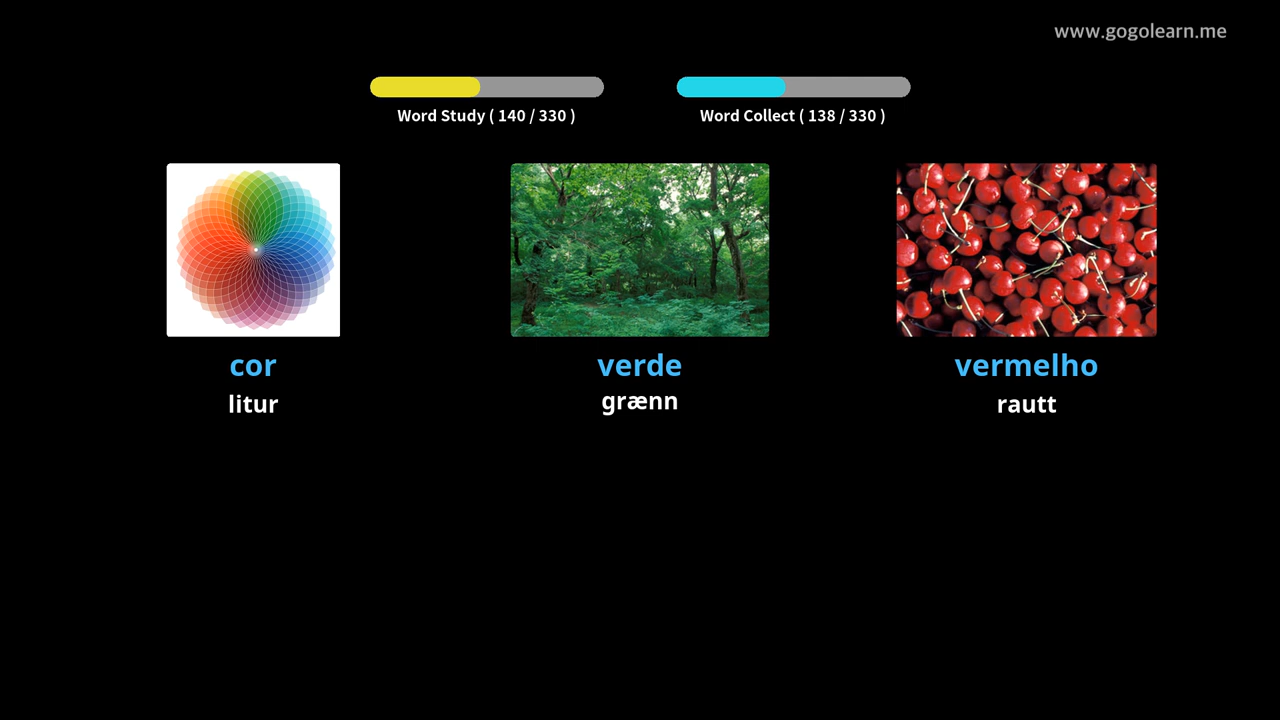 www.gogolearn.me
Word Study ( 140 / 330 )
Word Collect ( 138 / 330 )
cor
litur
verde
grænn
vermelho
rautt